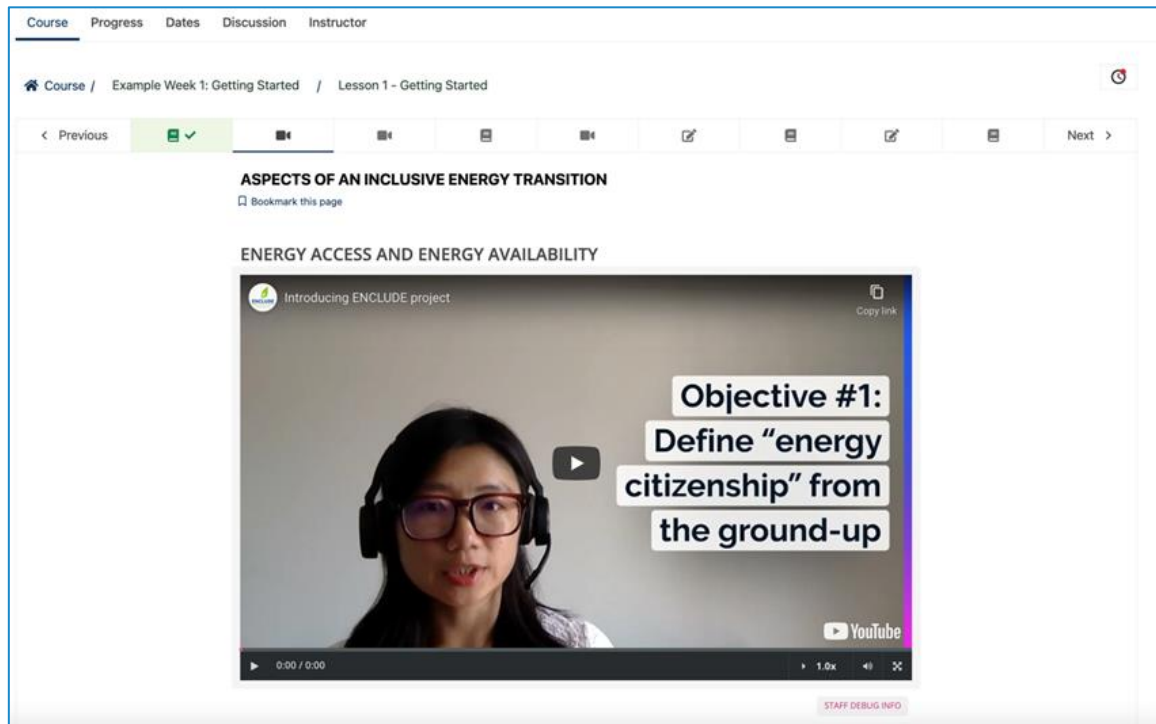 Course Progress Dates Discussion Instructor
Course / Example Week 1: Getting Started / Lesson 1 - Getting Started
< Previous Next >
ASPECTS OF AN INCLUSIVE ENERGY TRANSITION
Bookmark this page
ENERGY ACCESS AND ENERGY AVAILABILITY
ENCLUDE Introducing ENCLUDE project
Copy link
Objective #1:
Define “energy
citizenship” from
the ground-up
YouTube
0:00 / 0:00 1.0x
STAFF DEBUG INFO